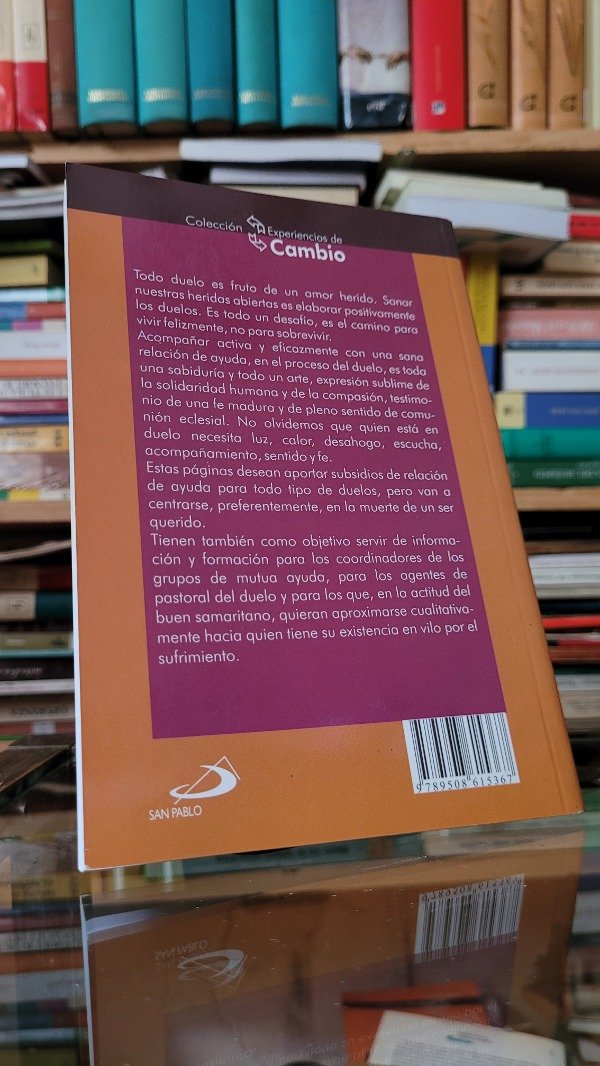 Colección Experiencias de
Cambio
Todo duelo es fruto de un amor herido. Sanar
nuestras heridas abiertas es elaborar positivamente
los duelos. Es todo un desafío, es el camino para
vivir felizmente, no para sobrevivir.
Acompañar activa y eficazmente con una sana
relación de ayuda, en el proceso del duelo, es toda
una sabiduría y todo un arte, expresión sublime de
la solidaridad humana y de la compasión, testimo-
nio de una fe madura y de pleno sentido de comu-
nión eclesial. No olvidemos que quien está en
duelo necesita luz, calor, desahogo, escucha,
acompañamiento, sentido y fe.
Estas páginas desean aportar subsidios de relación
de ayuda para todo tipo de duelos, pero van a
centrarse, preferentemente, en la muerte de un ser
querido.
Tienen también como objetivo servir de informa-
ción y formación para los coordinadores de los
grupos de mutua ayuda, para los agentes de
pastoral del duelo y para los que, en la actitud del
buen samaritano, quieran aproximarse cualitativa-
mente hacia quien tiene su existencia en vilo por el
sufrimiento.
SAN PABLO
9789508615367